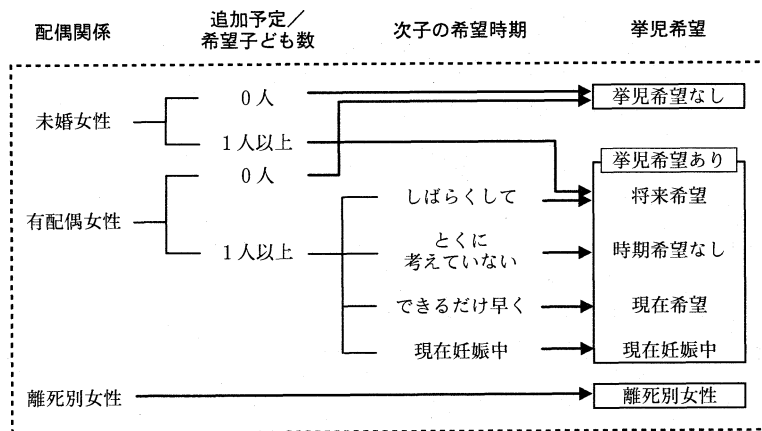 配偶関係
追加予定／
希望子ども数
次子の希望時期
挙児希望
未婚女性
0人
挙児希望なし
1人以上
有配偶女性
0人
1人以上
しばらくして
とくに
考えていない
できるだけ早く
現在妊娠中
挙児希望あり
将来希望
時期希望なし
現在希望
現在妊娠中
離死別女性
離死別女性